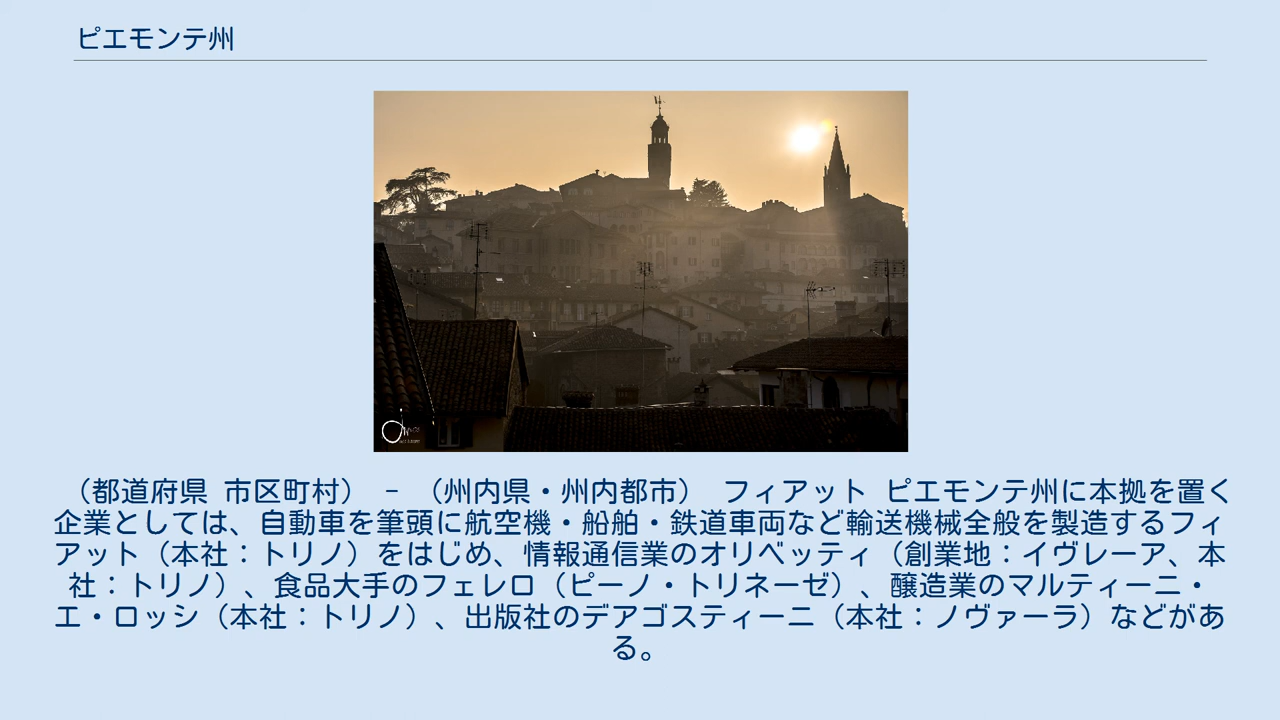 ピエモンテ州
（都道府県 市区町村） － （州内県・州内都市） フィアット ピエモンテ州に本拠を置く
企業としては、自動車を筆頭に航空機・船舶・鉄道車両など輸送機械全般を製造するフィ
アット（本社：トリノ）をはじめ、情報通信業のオリベッティ（創業地：イヴレーア、本
社：トリノ）、食品大手のフェレロ（ピーノ・トリネーゼ）、醸造業のマルティーニ・
エ・ロッシ（本社：トリノ）、出版社のデアゴスティーニ（本社：ノヴァーラ）などがあ
る。